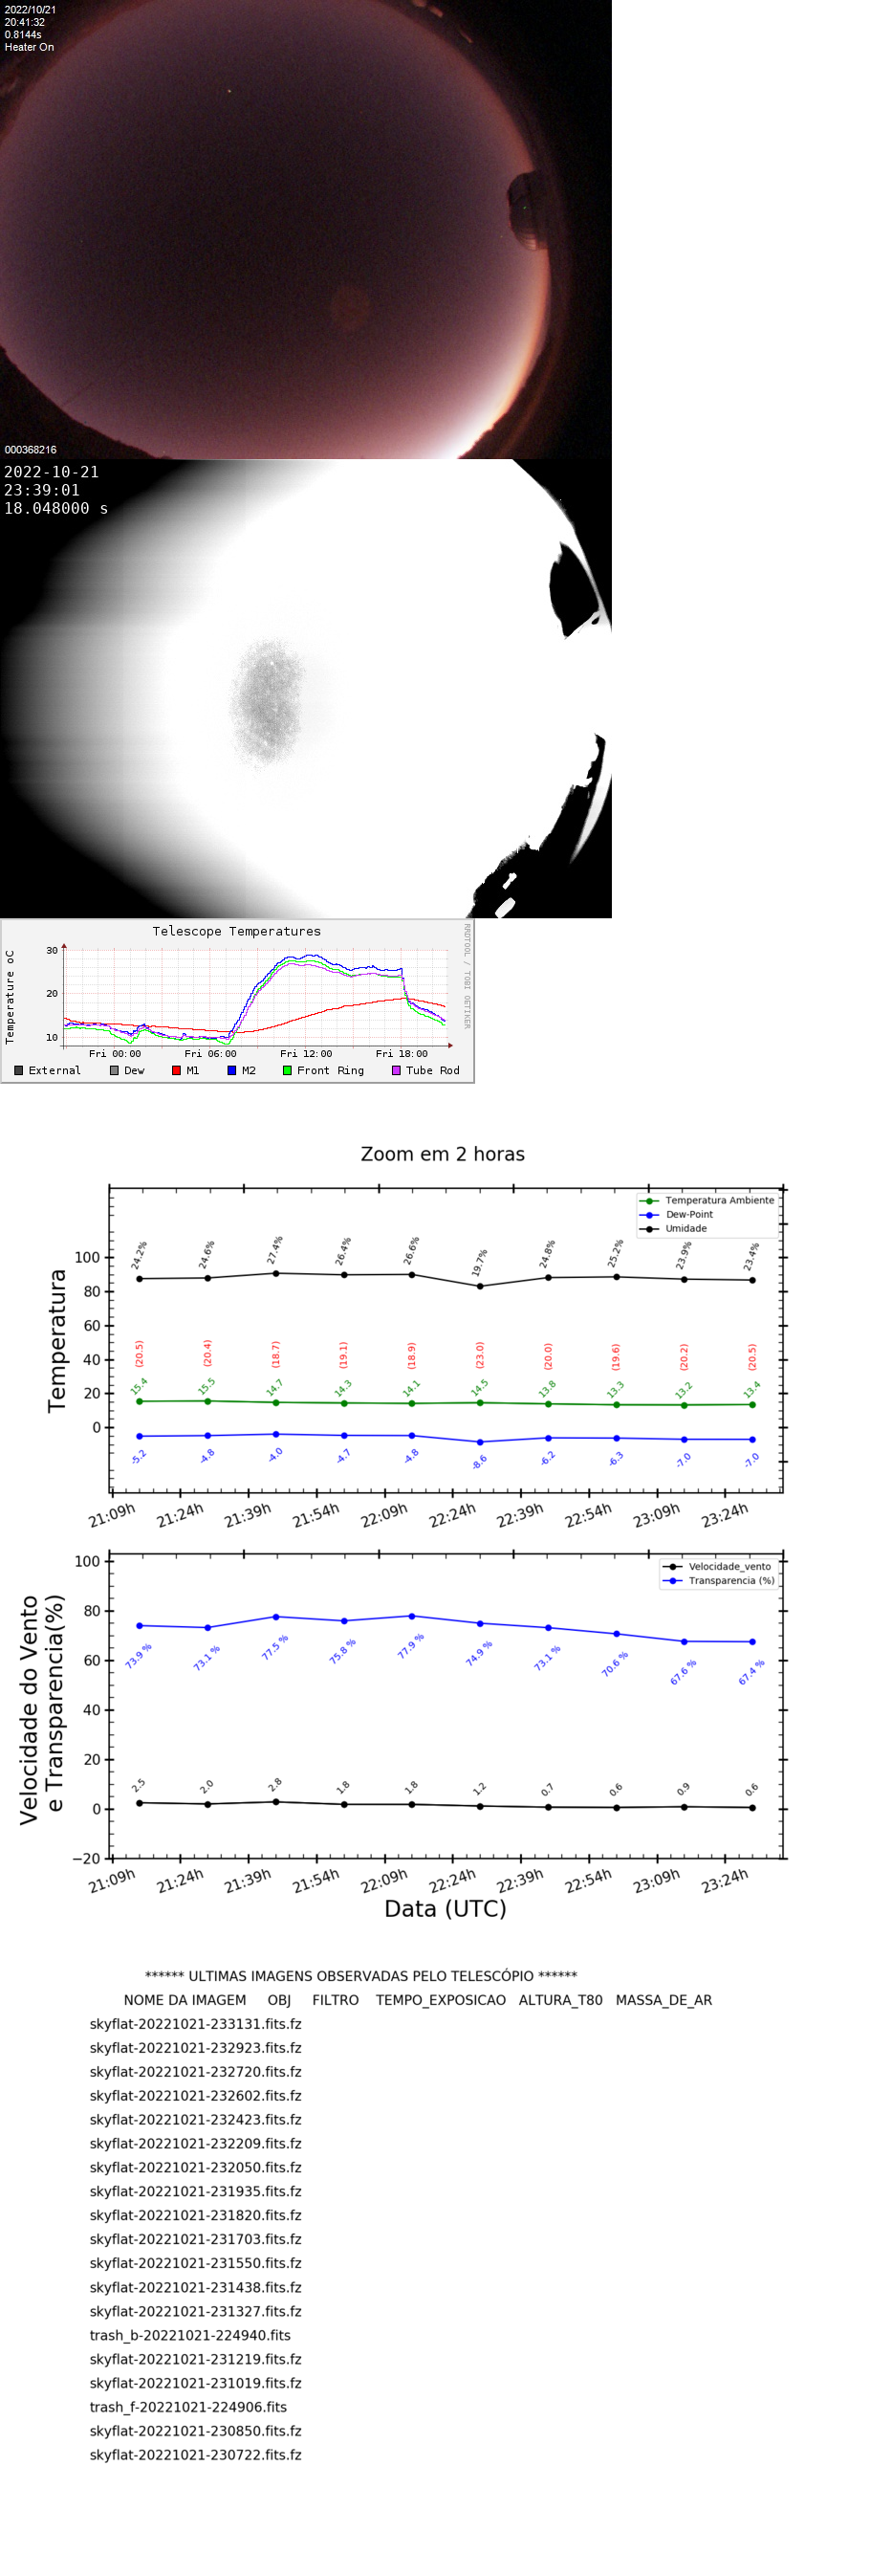 2022/10/21
20:41:32
0.8144s
Heater On
000368216
2022-10-21
23:39:01
18.048000 s
Telescope Temperatures
RRDTOOL / TOBI OETIKER
Temperature oC
30
20
10
Fri 00:00 Fri 06:00 Fri 12:00 Fri 18:00
External Dew M1 M2 Front Ring Tube Rod
Zoom em 2 horas
Temperatura Ambiente
Dew-Point
Umidade
Temperatura
100
80
60
40
20
0
24.2% 24.6% 27.4% 26.4% 26.6% 19.7% 24.8% 25.2% 23.9% 23.4%
(20.5) (20.4) (18.7) (19.1) (18.9) (23.0) (20.0) (19.6) (20.2) (20.5)
15.4 15.5 14.7 14.3 14.1 14.5 13.8 13.3 13.2 13.4
-5.2 -4.8 -4.0 -4.7 -4.8 -8.6 -6.2 -6.3 -7.0 -7.0
21:09h 21:24h 21:39h 21:54h 22:09h 22:24h 22:39h 22:54h 23:09h 23:24h
Velocidade_vento
Transparencia (%)
Velocidade do Vento
e Transparencia(%)
100
80
60
40
20
0
−20
73.9 % 73.1 % 77.5 % 75.8 % 77.9 % 74.9 % 73.1 % 70.6 % 67.6 % 67.4 %
2.5 2.0 2.8 1.8 1.8 1.2 0.7 0.6 0.9 0.6
21:09h 21:24h 21:39h 21:54h 22:09h 22:24h 22:39h 22:54h 23:09h 23:24h
Data (UTC)
****** ULTIMAS IMAGENS OBSERVADAS PELO TELESCÓPIO ******
NOME DA IMAGEM OBJ FILTRO TEMPO_EXPOSICAO ALTURA_T80 MASSA_DE_AR
skyflat-20221021-233131.fits.fz
skyflat-20221021-232923.fits.fz
skyflat-20221021-232720.fits.fz
skyflat-20221021-232602.fits.fz
skyflat-20221021-232423.fits.fz
skyflat-20221021-232209.fits.fz
skyflat-20221021-232050.fits.fz
skyflat-20221021-231935.fits.fz
skyflat-20221021-231820.fits.fz
skyflat-20221021-231703.fits.fz
skyflat-20221021-231550.fits.fz
skyflat-20221021-231438.fits.fz
skyflat-20221021-231327.fits.fz
trash_b-20221021-224940.fits
skyflat-20221021-231219.fits.fz
skyflat-20221021-231019.fits.fz
trash_f-20221021-224906.fits
skyflat-20221021-230850.fits.fz
skyflat-20221021-230722.fits.fz